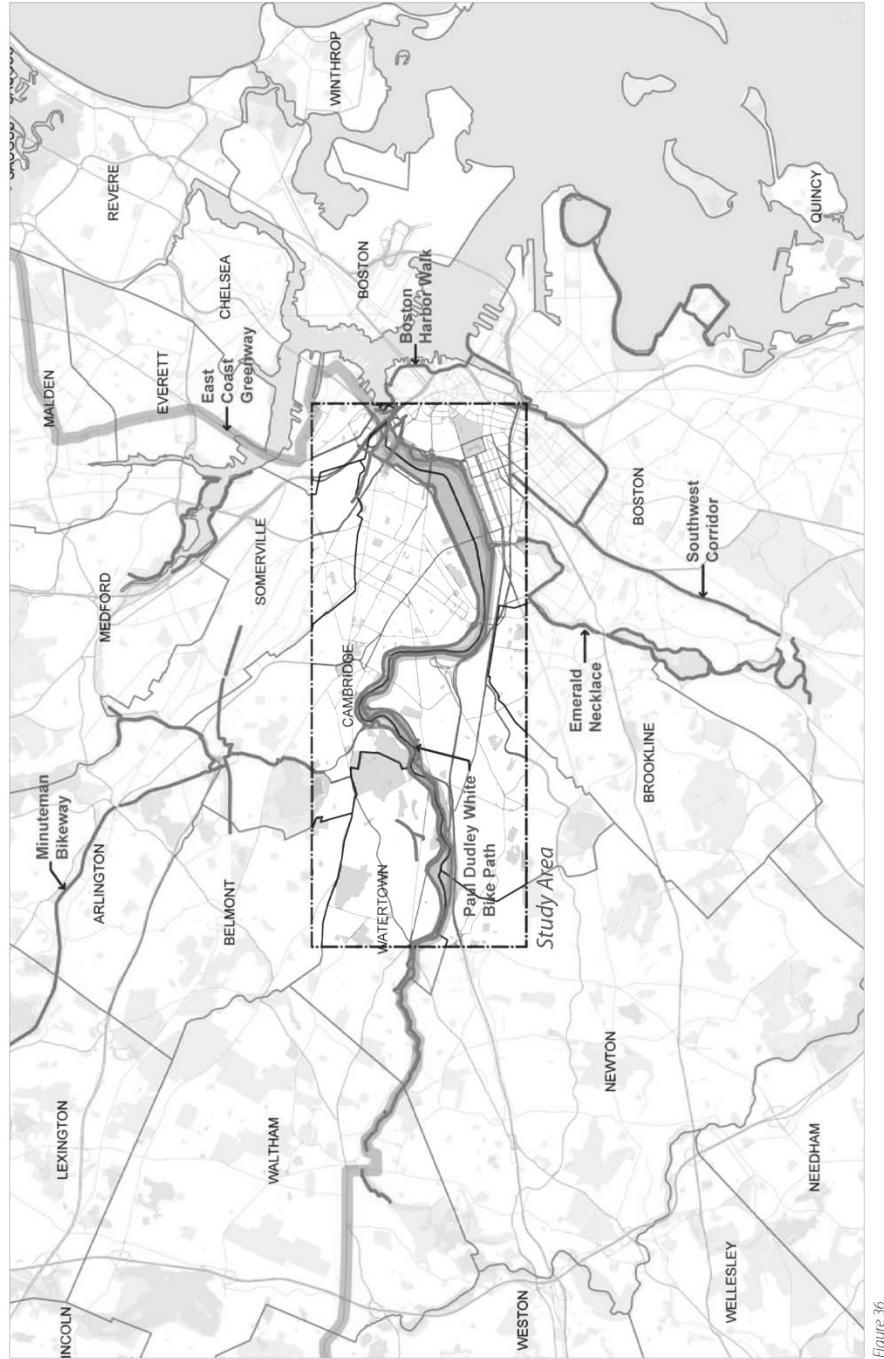 INCOLN
LEXINGTON
MALDEN
Minuteman
Bikeway
ARLINGTON
MEDFORD
REVERE
EVERETT
East
Coast
Greenway
BELMONT
CHELSEA
SOMERVILLE
WALTHAM
WINTHROP
CAMBRIDGE
BOSTON
WATERTOWN
Boston
Harbor Walk
Paul Dudley White
Bike Path
WESTON
Study Area
Emerald
Necklace
NEWTON
BOSTON
BROOKLINE
Southwest
Corridor
WELLESLEY
NEEDHAM
QUINCY
Figure 36